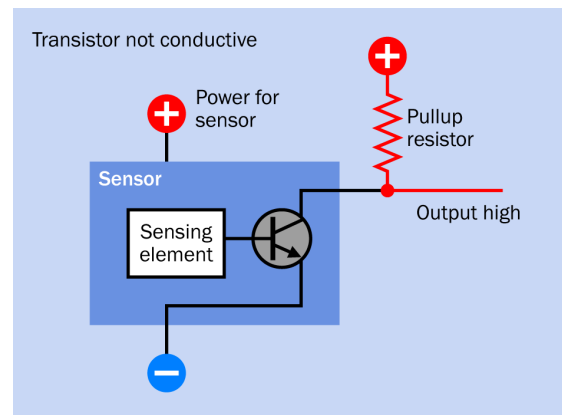 Transistor not conductive
+
Power for
sensor
+
Pullup
resistor
Sensor
Sensing
element
Output high
−